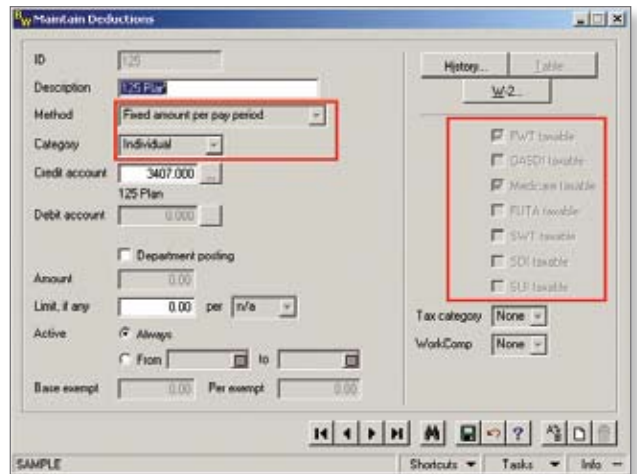 BW Maintain Deductions
ID 125
Description 125 Plan
Method Fixed amount per pay period
Category Individual
Credit account 3407.000 ...
125 Plan
Debit account 0.000
Department posting
Amount 0.00
Limit, if any 0.00 per n/a
Active Always
From to
Base exempt 0.00 Per exempt 0.00
History... Table
W-2...
FWT taxable
OASDI taxable
Medicare taxable
FUTA taxable
SWT taxable
SDI taxable
SUI taxable
Tax category None
WorkComp None
SAMPLE
Shortcuts Tasks Info